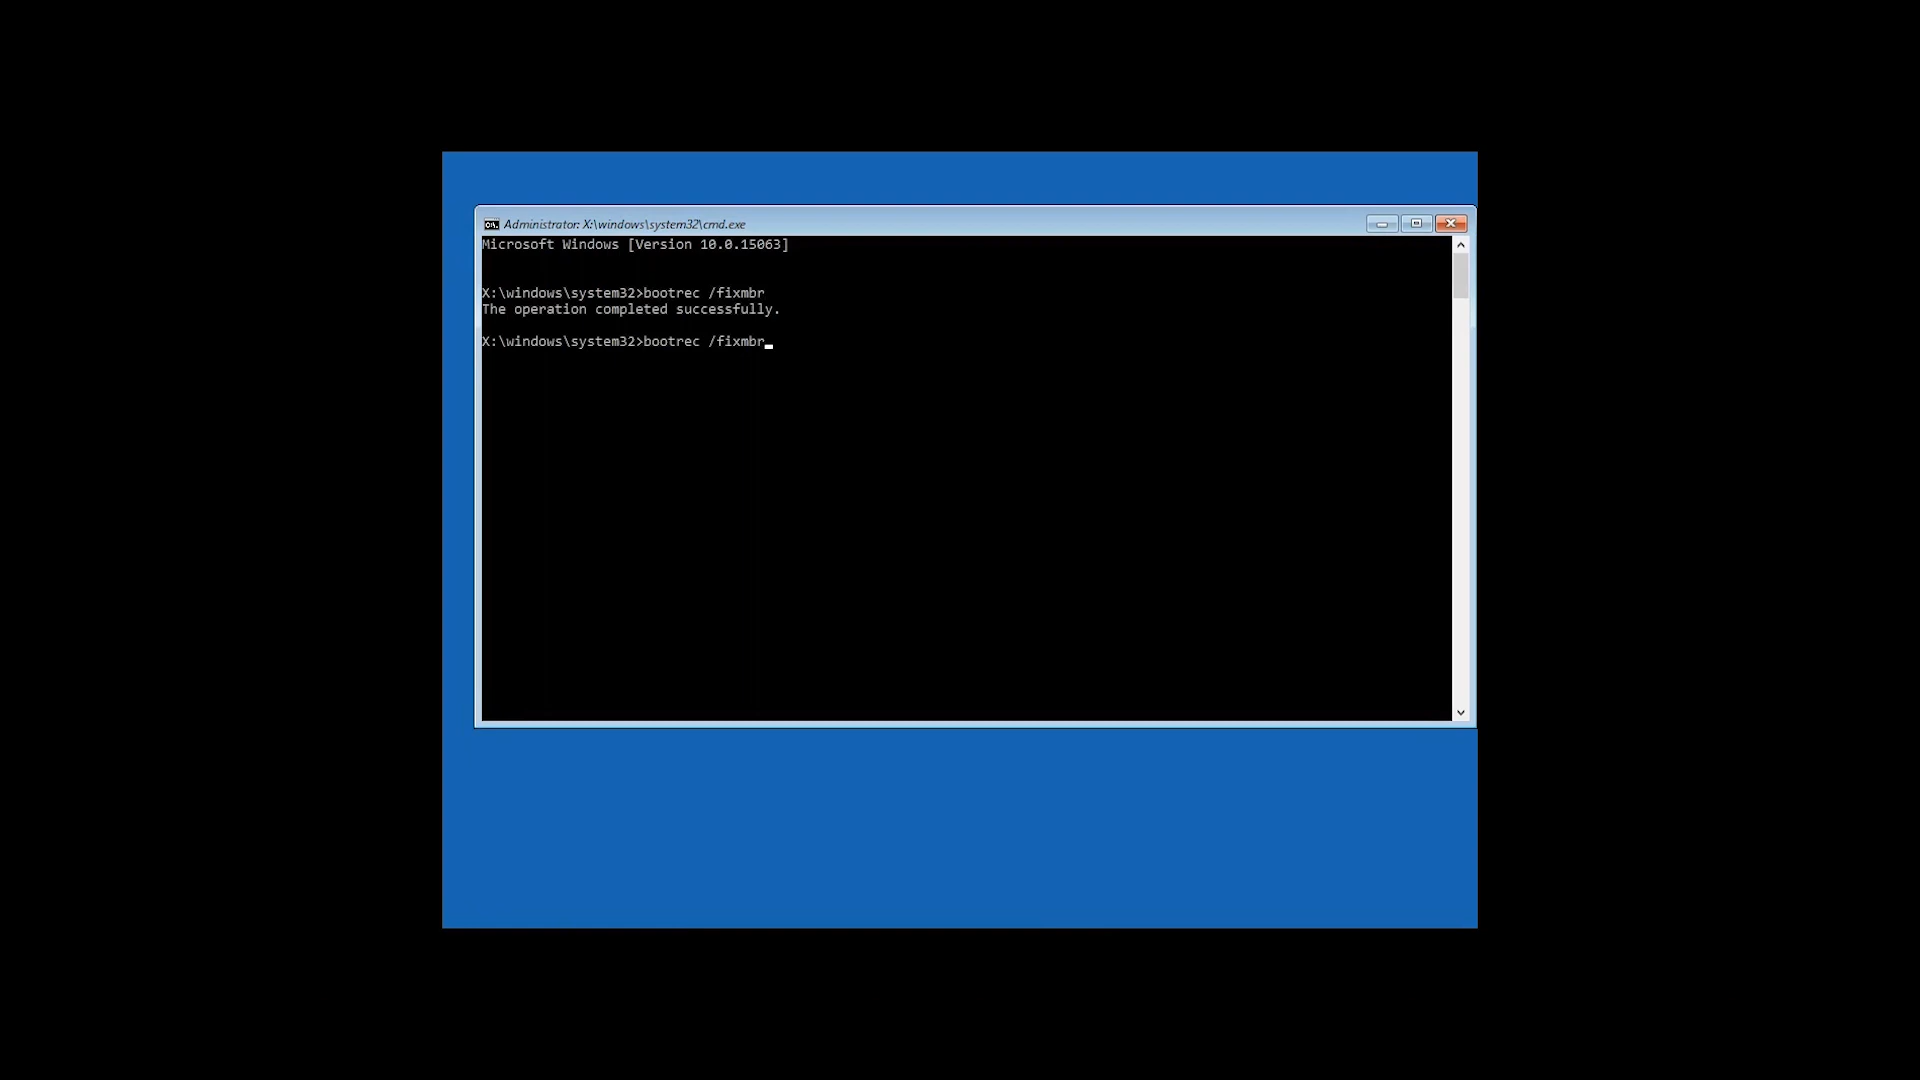 Administrator: X:\windows\system32\cmd.exe
Microsoft Windows [Version 10.0.15063]
X:\windows\system32>bootrec /fixmbr
The operation completed successfully.
X:\windows\system32>bootrec /fixmbr